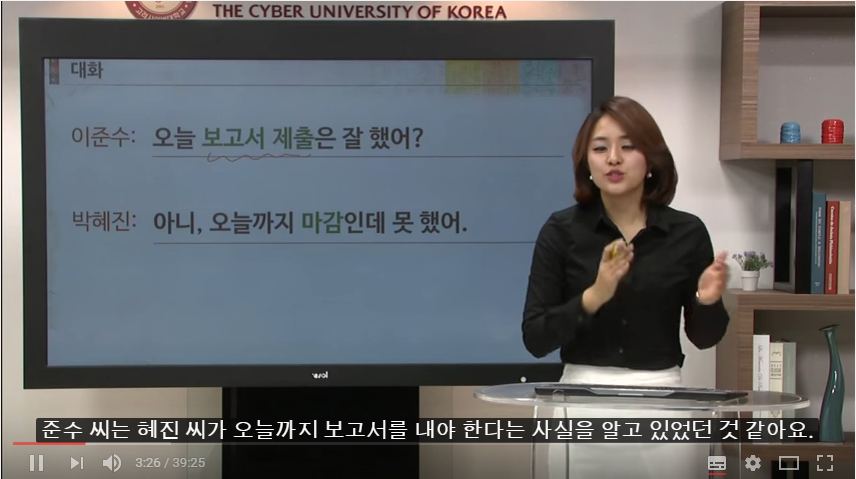 THE CYBER UNIVERSITY OF KOREA
대화
이준수: 오늘 보고서 제출은 잘 했어?
박혜진: 아니, 오늘까지 마감인데 못 했어.
준수 씨는 혜진 씨가 오늘까지 보고서를 내야 한다는 사실을 알고 있었던 것 같아요.
3:26 / 39:25